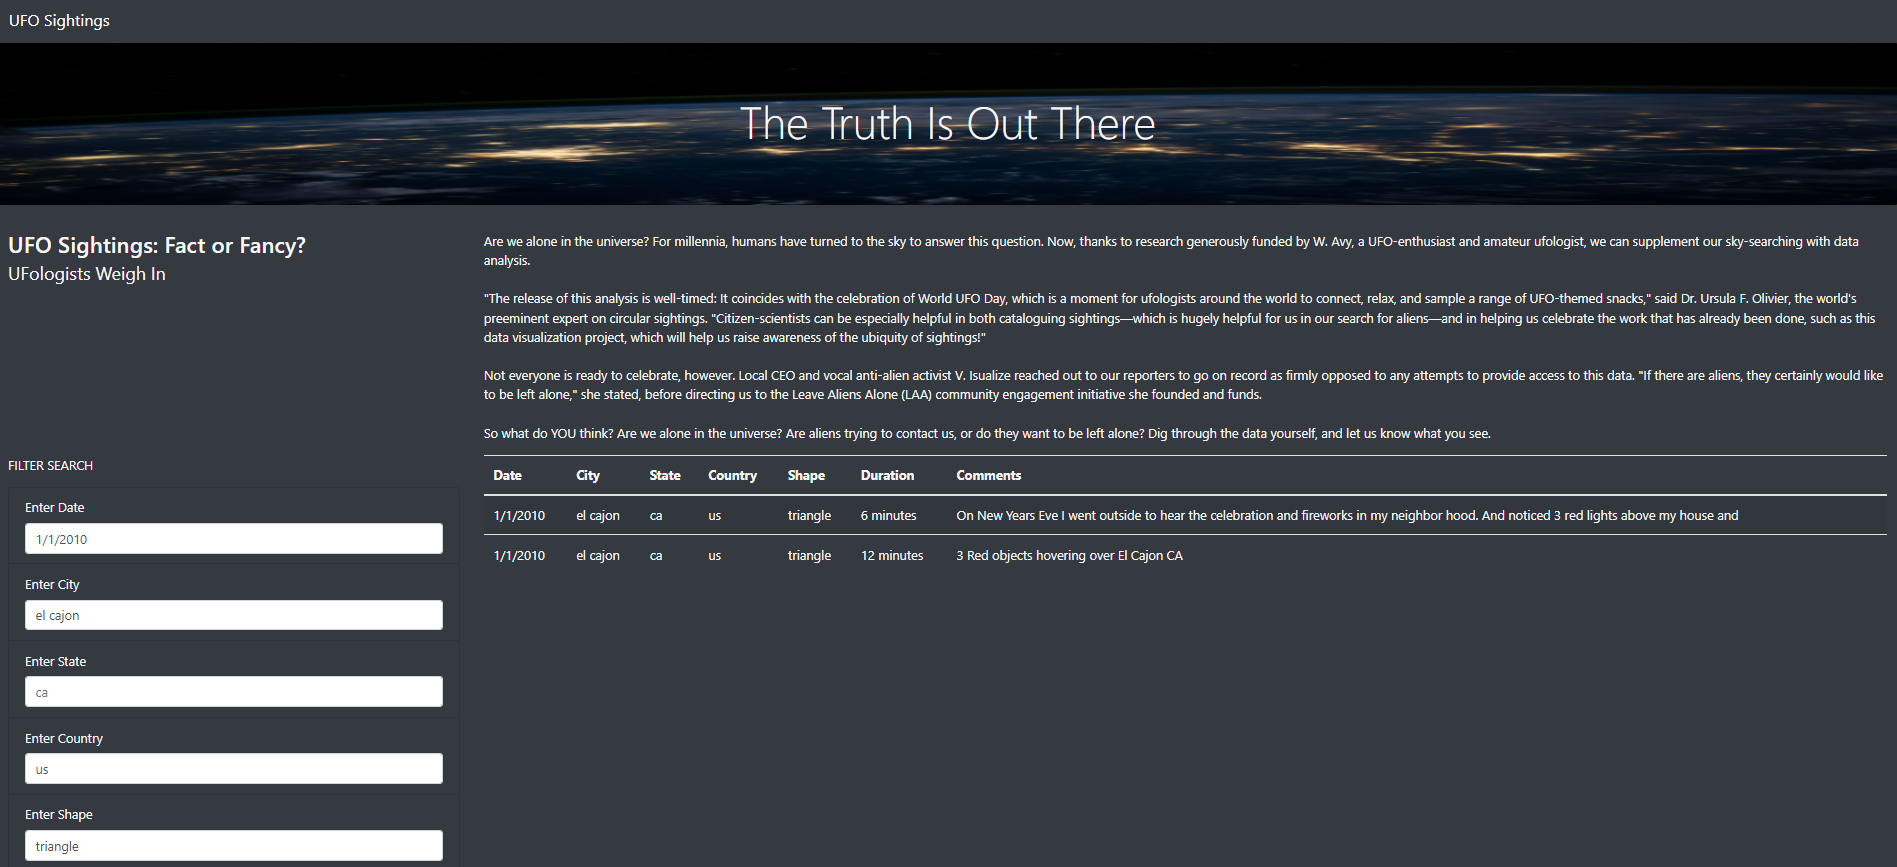 UFO Sightings
The Truth Is Out There
UFO Sightings: Fact or Fancy?
UFologists Weigh In
Are we alone in the universe? For millennia, humans have turned to the sky to answer this question. Now, thanks to research generously funded by W. Avy, a UFO-enthusiast and amateur ufologist, we can supplement our sky-searching with data
analysis.
"The release of this analysis is well-timed: It coincides with the celebration of World UFO Day, which is a moment for ufologists around the world to connect, relax, and sample a range of UFO-themed snacks," said Dr. Ursula F. Olivier, the world's
preeminent expert on circular sightings. "Citizen-scientists can be especially helpful in both cataloguing sightings—which is hugely helpful for us in our search for aliens—and in helping us celebrate the work that has already been done, such as this
data visualization project, which will help us raise awareness of the ubiquity of sightings!"
Not everyone is ready to celebrate, however. Local CEO and vocal anti-alien activist V. Isualize reached out to our reporters to go on record as firmly opposed to any attempts to provide access to this data. "If there are aliens, they certainly would like
to be left alone," she stated, before directing us to the Leave Aliens Alone (LAA) community engagement initiative she founded and funds.
So what do YOU think? Are we alone in the universe? Are aliens trying to contact us, or do they want to be left alone? Dig through the data yourself, and let us know what you see.
FILTER SEARCH
Enter Date
1/1/2010
Enter City
el cajon
Enter State
ca
Enter Country
us
Enter Shape
triangle
Date City State Country Shape Duration Comments
1/1/2010 el cajon ca us triangle 6 minutes On New Years Eve I went outside to hear the celebration and fireworks in my neighbor hood. And noticed 3 red lights above my house and
1/1/2010 el cajon ca us triangle 12 minutes 3 Red objects hovering over El Cajon CA